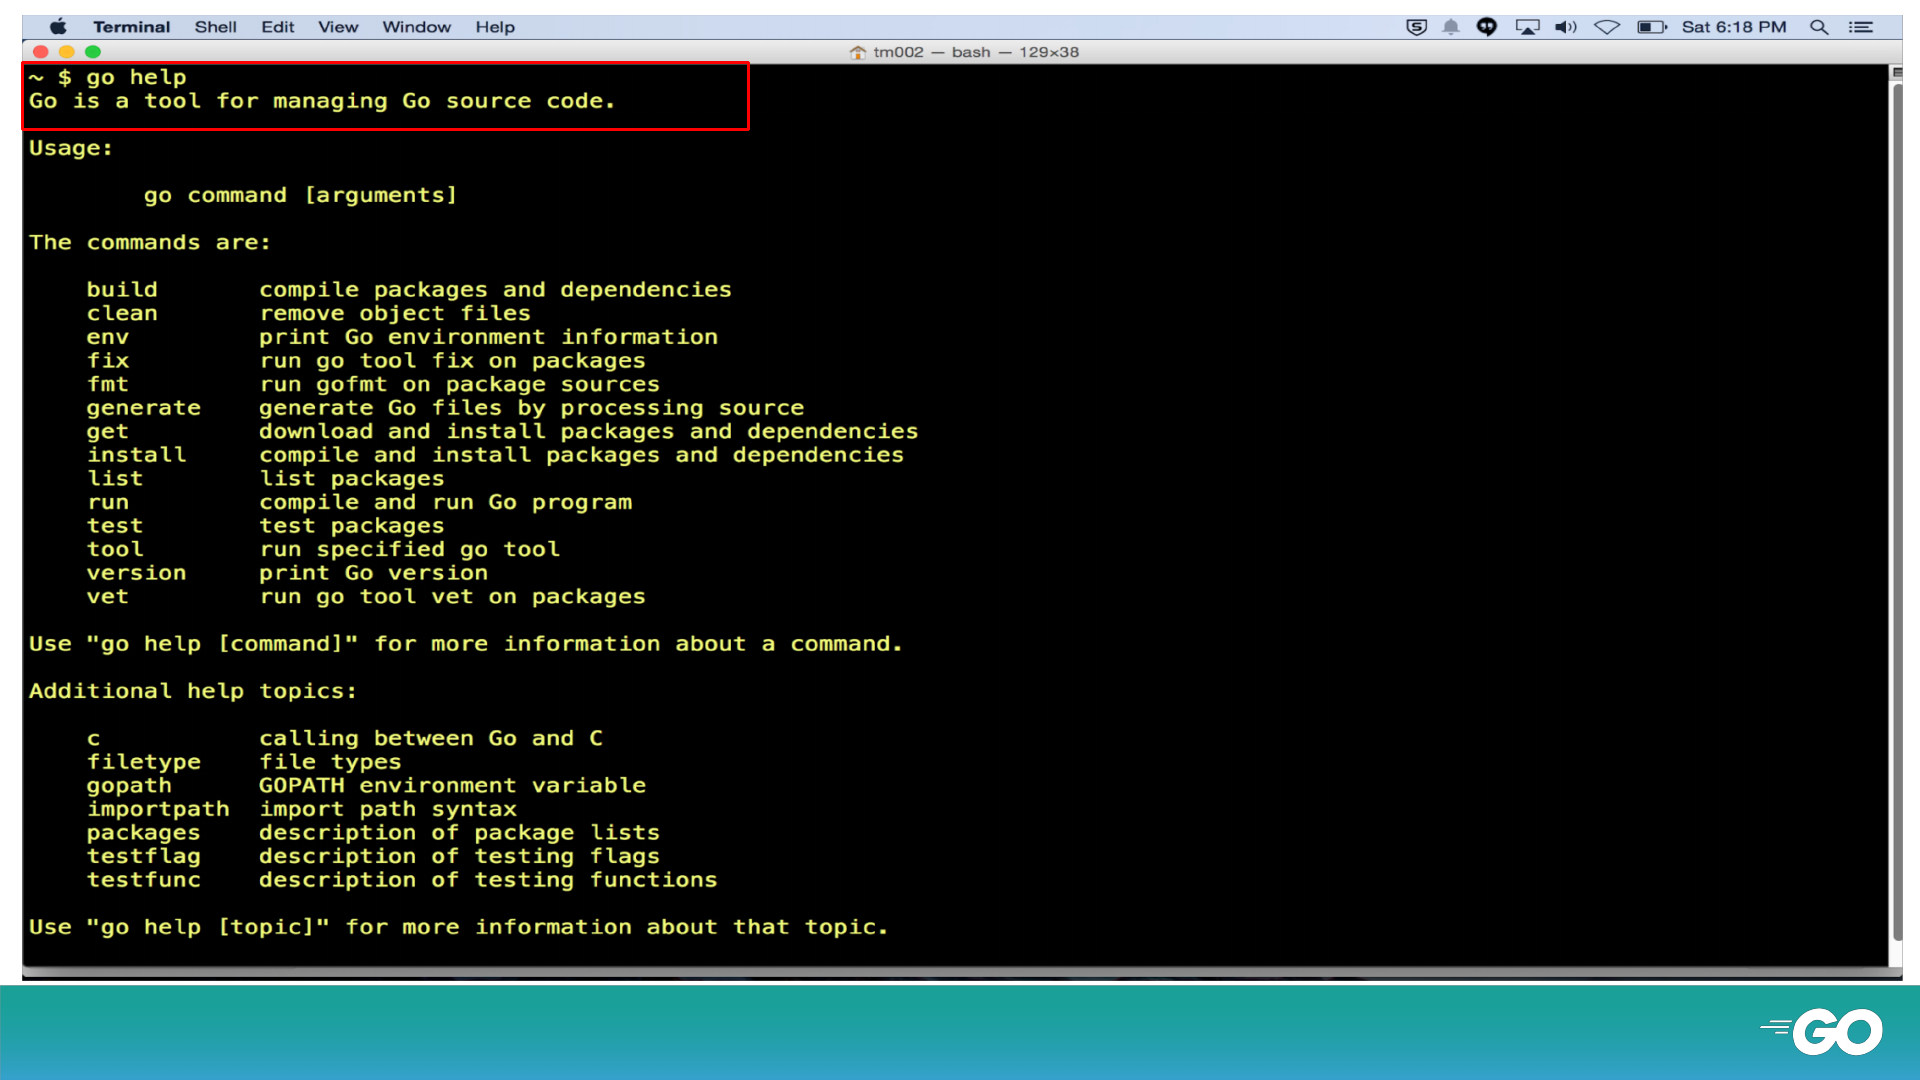 Terminal Shell Edit View Window Help Sat 6:18 PM
tm002 — bash — 129×38
~ $ go help
Go is a tool for managing Go source code.
Usage:
go command [arguments]
The commands are:
build compile packages and dependencies
clean remove object files
env print Go environment information
fix run go tool fix on packages
fmt run gofmt on package sources
generate generate Go files by processing source
get download and install packages and dependencies
install compile and install packages and dependencies
list list packages
run compile and run Go program
test test packages
tool run specified go tool
version print Go version
vet run go tool vet on packages
Use "go help [command]" for more information about a command.
Additional help topics:
c calling between Go and C
filetype file types
gopath GOPATH environment variable
importpath import path syntax
packages description of package lists
testflag description of testing flags
testfunc description of testing functions
Use "go help [topic]" for more information about that topic.
GO